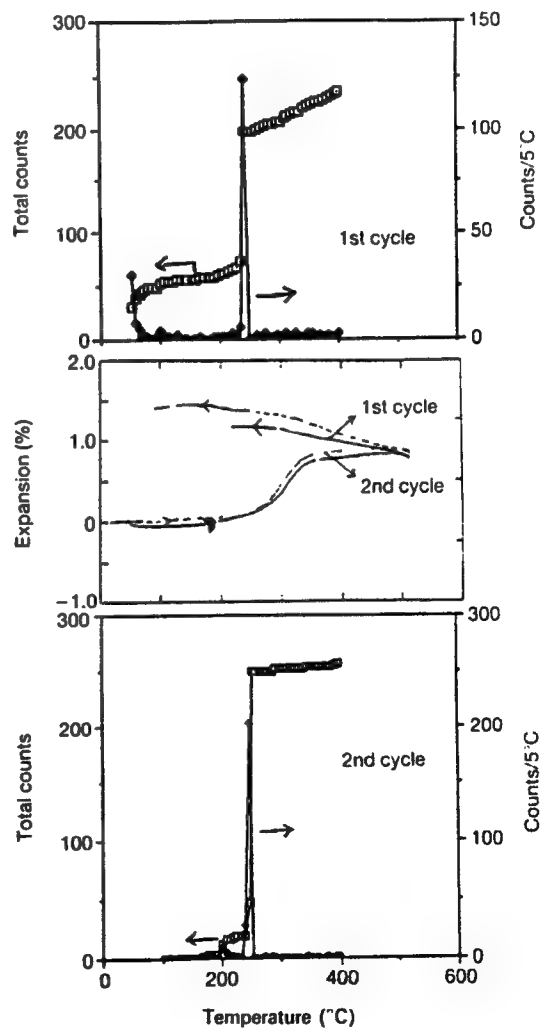 300
200
100
0
Total counts
150
100
50
0
Counts/5°C
1st cycle
2.0
1.0
0
−1.0
Expansion (%)
1st cycle
2nd cycle
300
200
100
0
Total counts
300
200
100
0
Counts/5°C
2nd cycle
0
200
400
600
Temperature (°C)